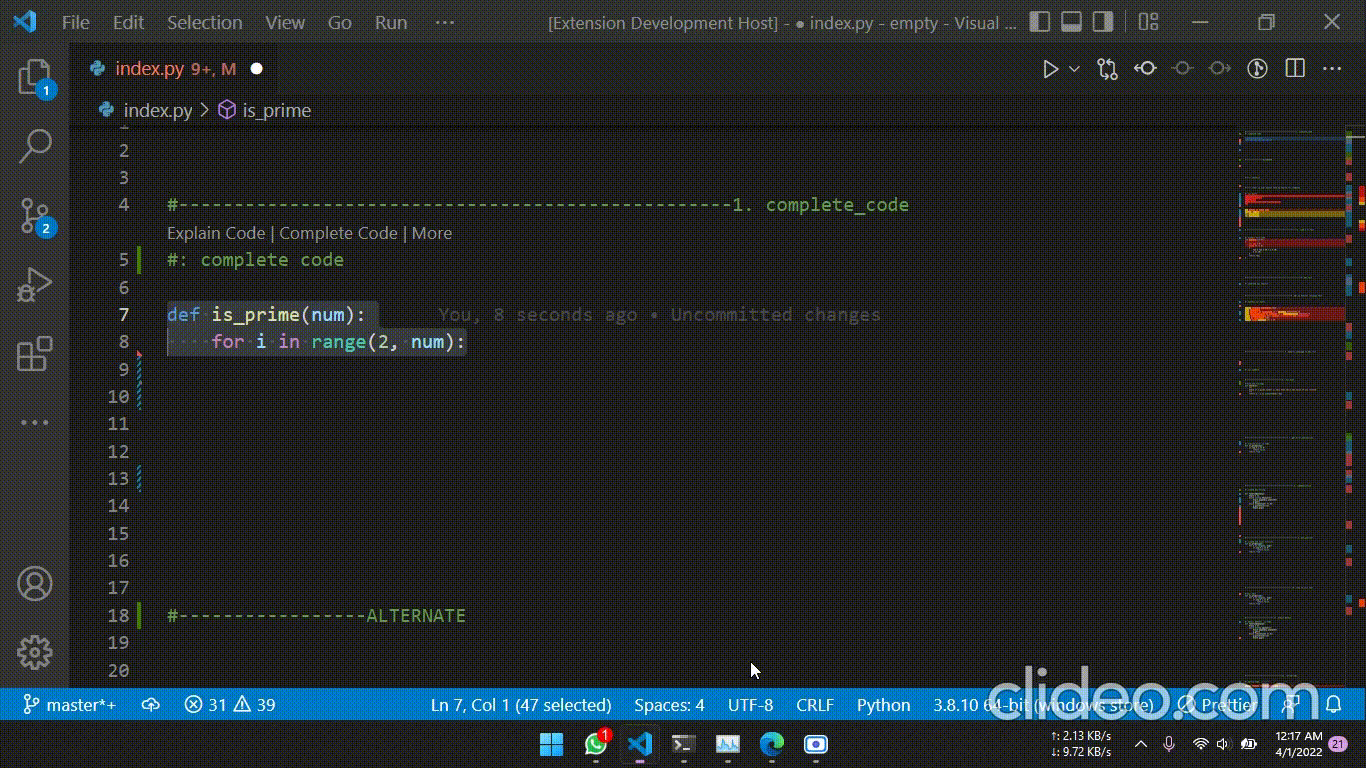 File Edit Selection View Go Run ··· [Extension Development Host] - ● index.py - empty - Visual ...
index.py 9+, M
1
index.py > is_prime
2
3
4 #--------------------------------------------------1. complete_code
Explain Code | Complete Code | More
2
5 #: complete code
6
7 def is_prime(num): You, 8 seconds ago • Uncommitted changes
8 for i in range(2, num):
9
10
11
12
13
14
15
16
17
18 #-----------------ALTERNATE
19
20
clideo.com
master*+ 31 39 Ln 7, Col 1 (47 selected) Spaces: 4 UTF-8 CRLF Python 3.8.10 64-bit (windows store) Prettier
1 ↑: 2.13 KB/s 12:17 AM
↓: 9.72 KB/s 4/1/2022 21